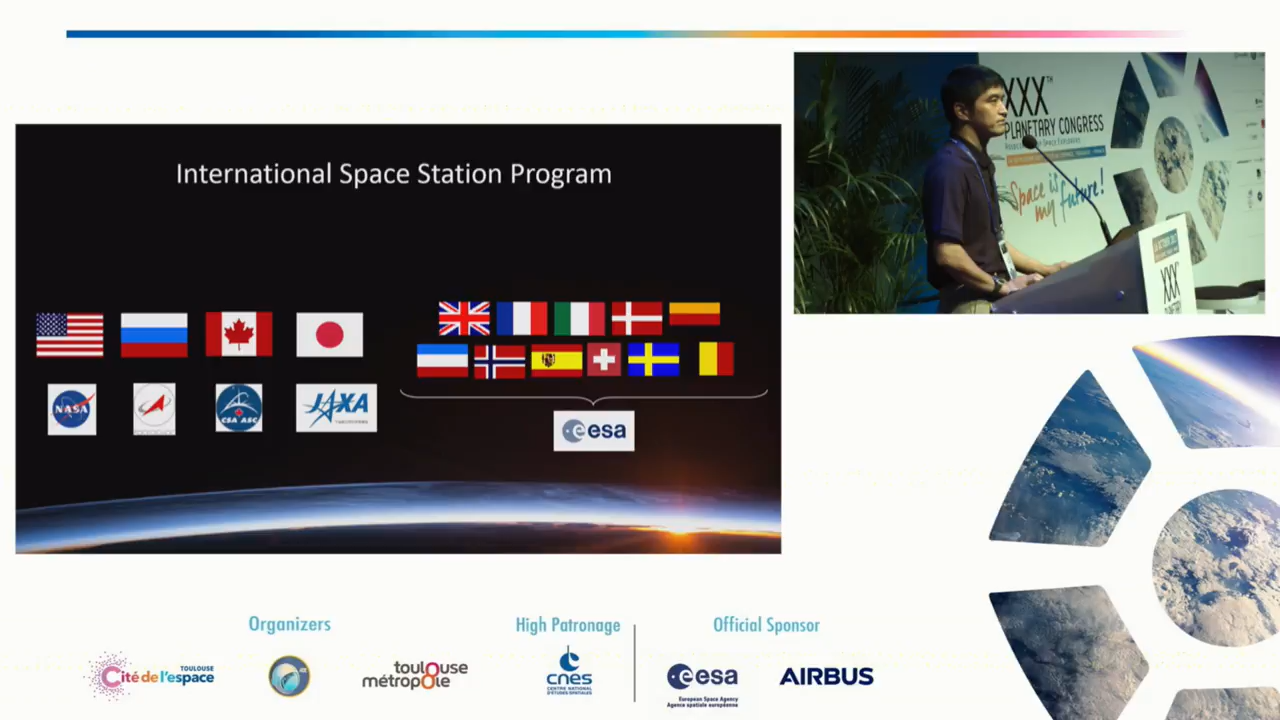 International Space Station Program
NASA
CSA ASC
JAXA
esa
XXX TH
PLANETARY CONGRESS
Space is
my future!
XXX
Organizers
High Patronage
Official Sponsor
TOULOUSE
Cité de l'espace
toulouse
métropole
cnes
CENTRE NATIONAL
D'ÉTUDES SPATIALES
esa
European Space Agency
Agence spatiale européenne
AIRBUS